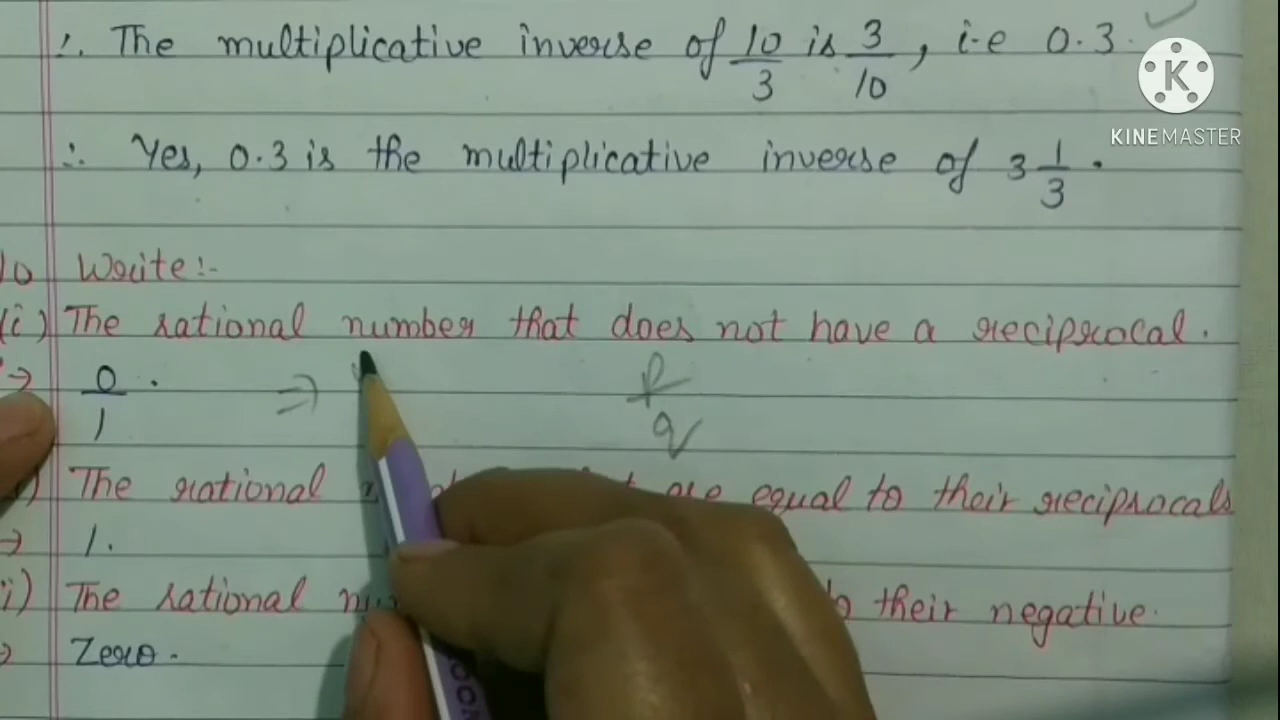 ∴ The multiplicative inverse of 10/3 is 3/10, i.e 0.3.
KINEMASTER
∴ Yes, 0.3 is the multiplicative inverse of 3 1/3.
10 Write:-
(i) The rational number that does not have a reciprocal.
→ 0/1. ⇒ p/q
The rational are equal to their reciprocals
→ 1.
The rational their negative.
→ Zero.